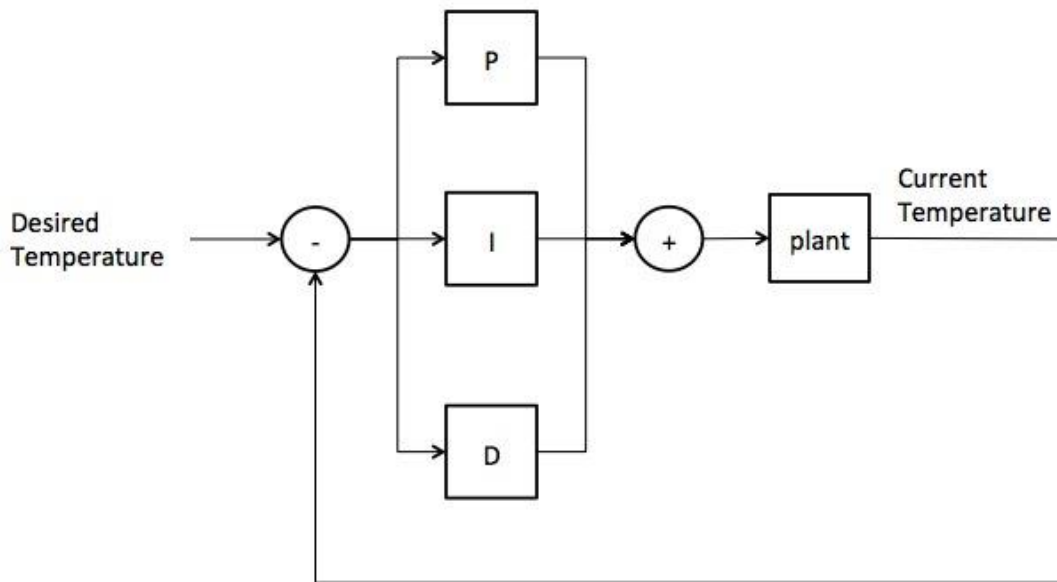 P
Current
Temperature
Desired
Temperature
-
I
+
plant
D